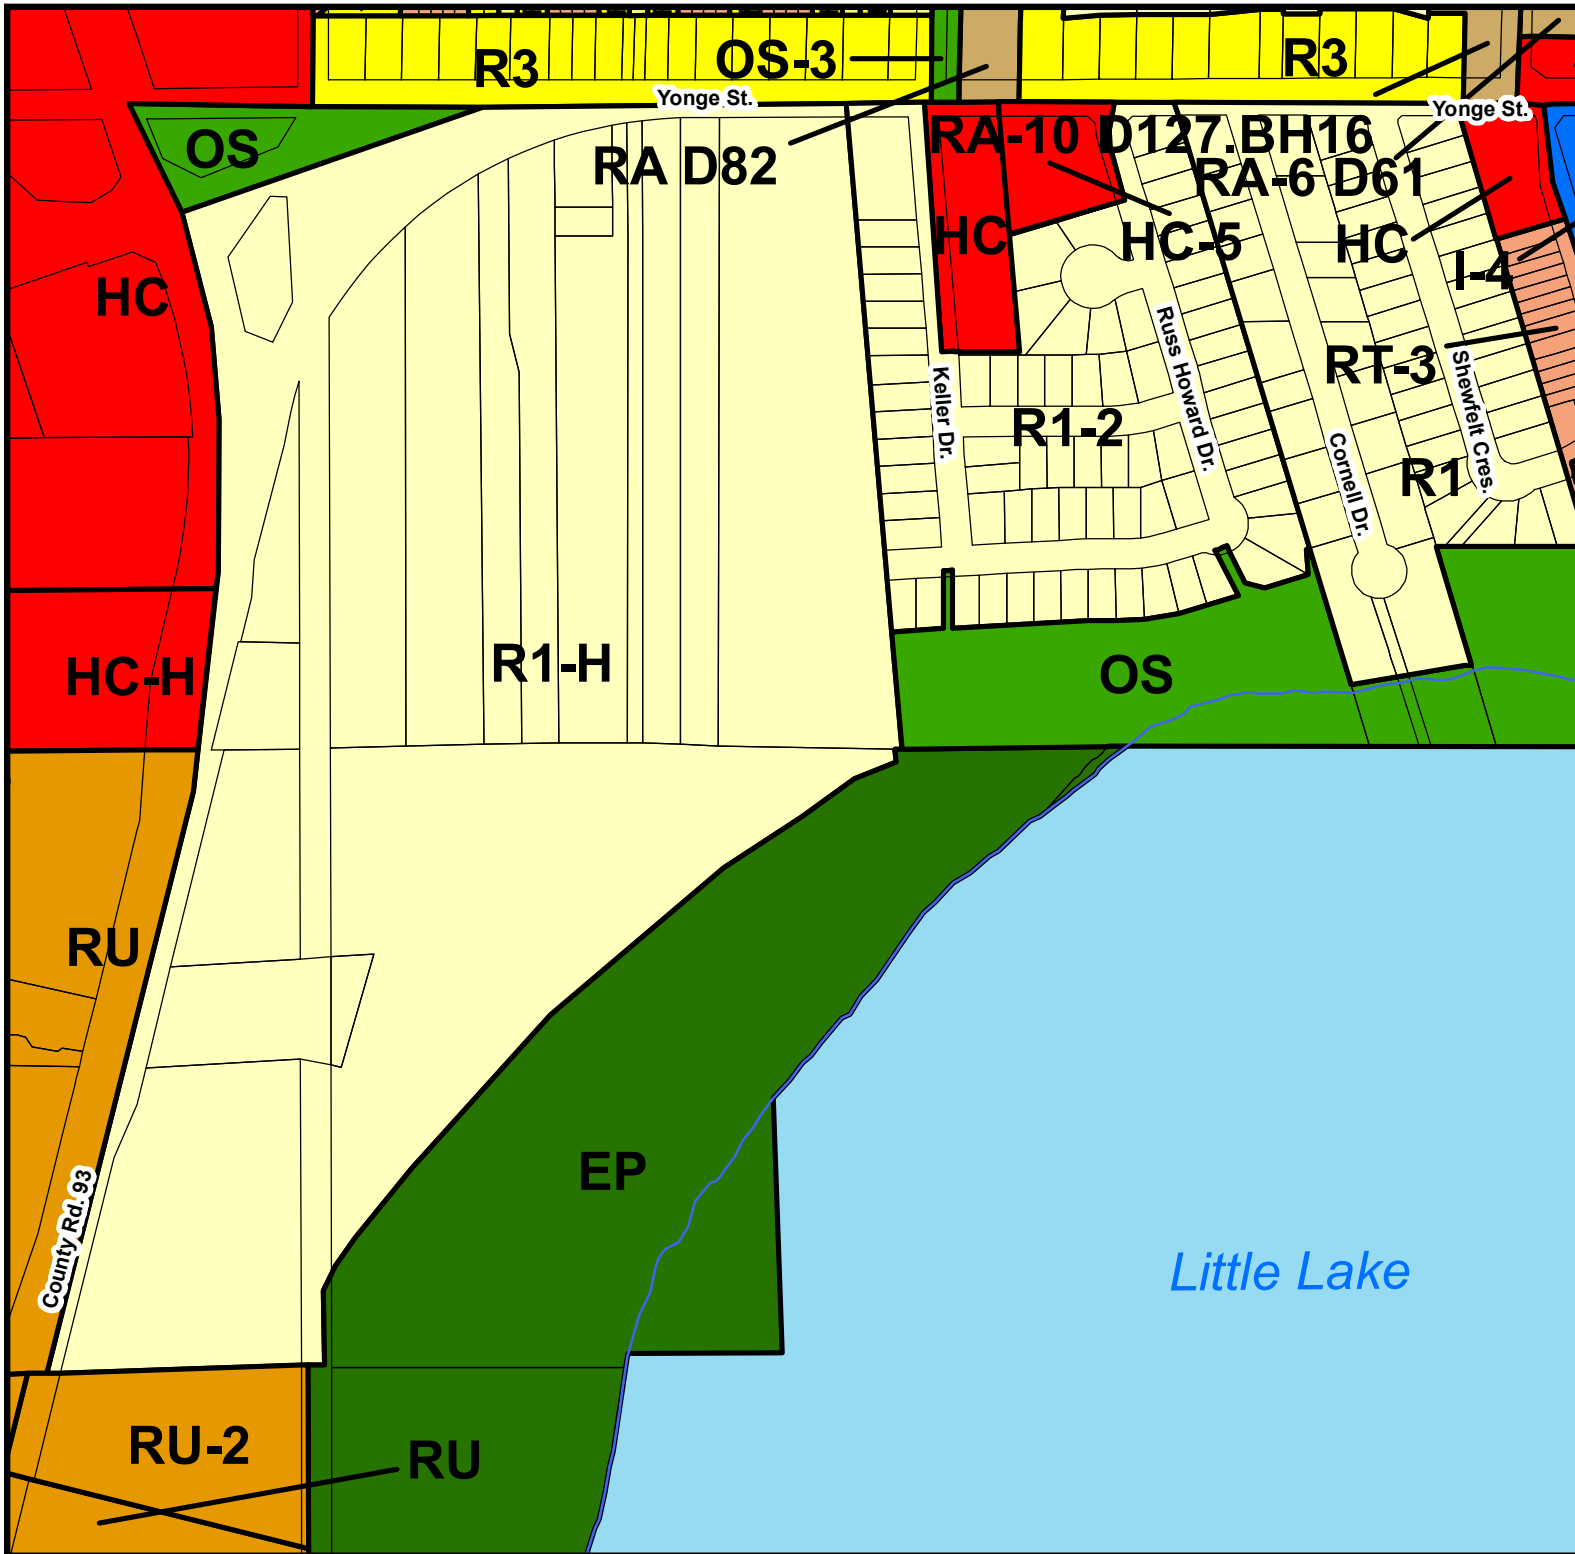 R3
OS-3
R3
Yonge St.
Yonge St.
OS
RA D82
RA-10 D127.BH16
RA-6 D61
HC
HC-5
HC
I-4
HC
Russ Howard Dr.
RT-3
Shewfelt Cres.
Keller Dr.
R1-2
Cornell Dr.
R1
HC-H
R1-H
OS
RU
EP
County Rd. 93
Little Lake
RU-2
RU